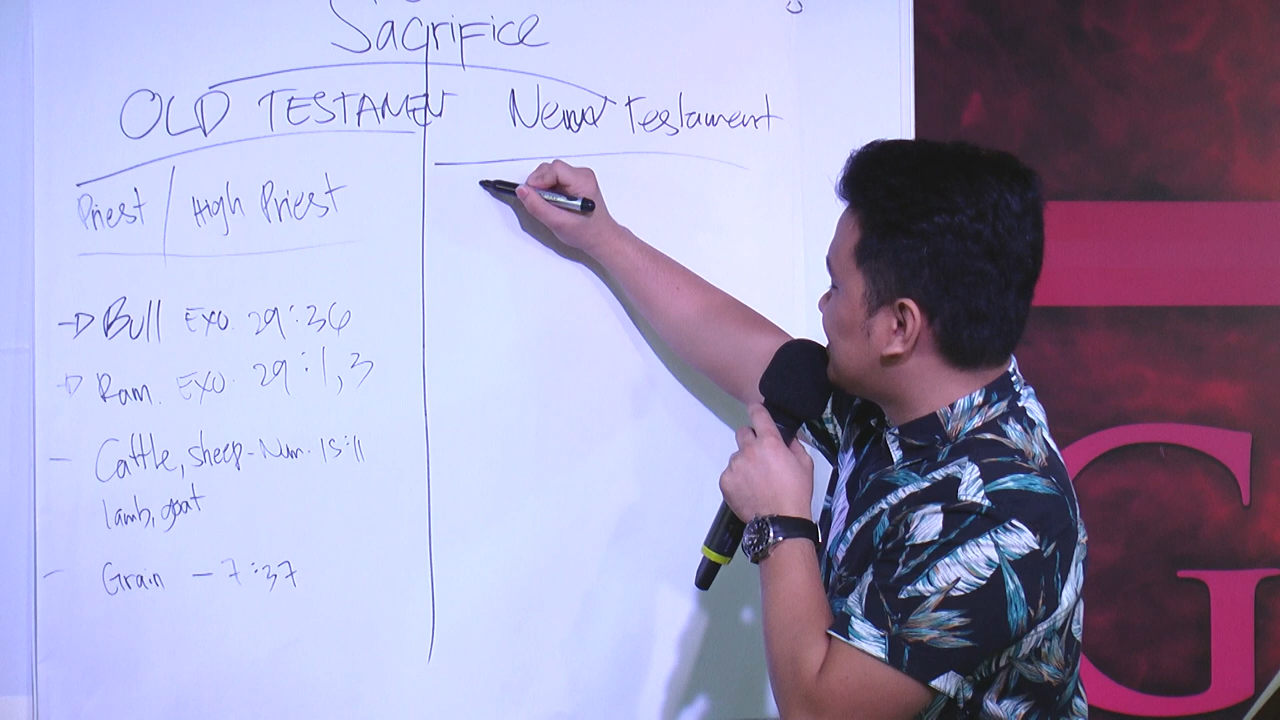 Sacrifice
OLD TESTAMEN New Testament
Priest / High Priest
→ Bull EXO. 29:36
→ Ram. EXO. 29:1,3
- Cattle, sheep - Num. 15:11
lamb, goat
- Grain - 7:37
G